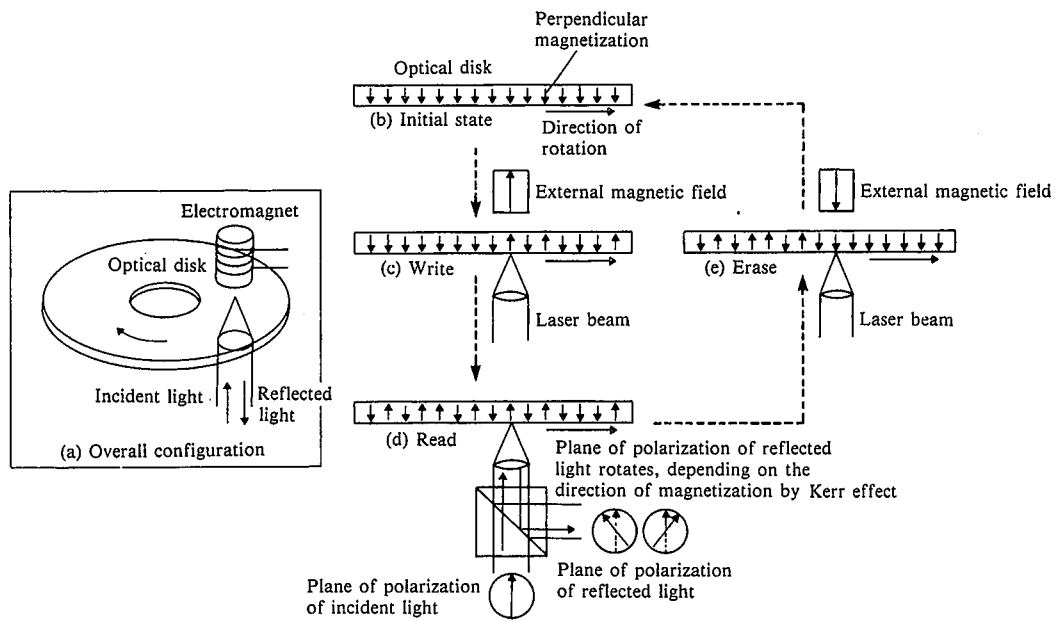 Perpendicular
magnetization
Optical disk
(b) Initial state
Direction of
rotation
External magnetic field
External magnetic field
Electromagnet
Optical disk
(c) Write
(e) Erase
Laser beam
Laser beam
Incident light
Reflected
light
(a) Overall configuration
(d) Read
Plane of polarization of reflected
light rotates, depending on the
direction of magnetization by Kerr effect
Plane of polarization
of incident light
Plane of polarization
of reflected light